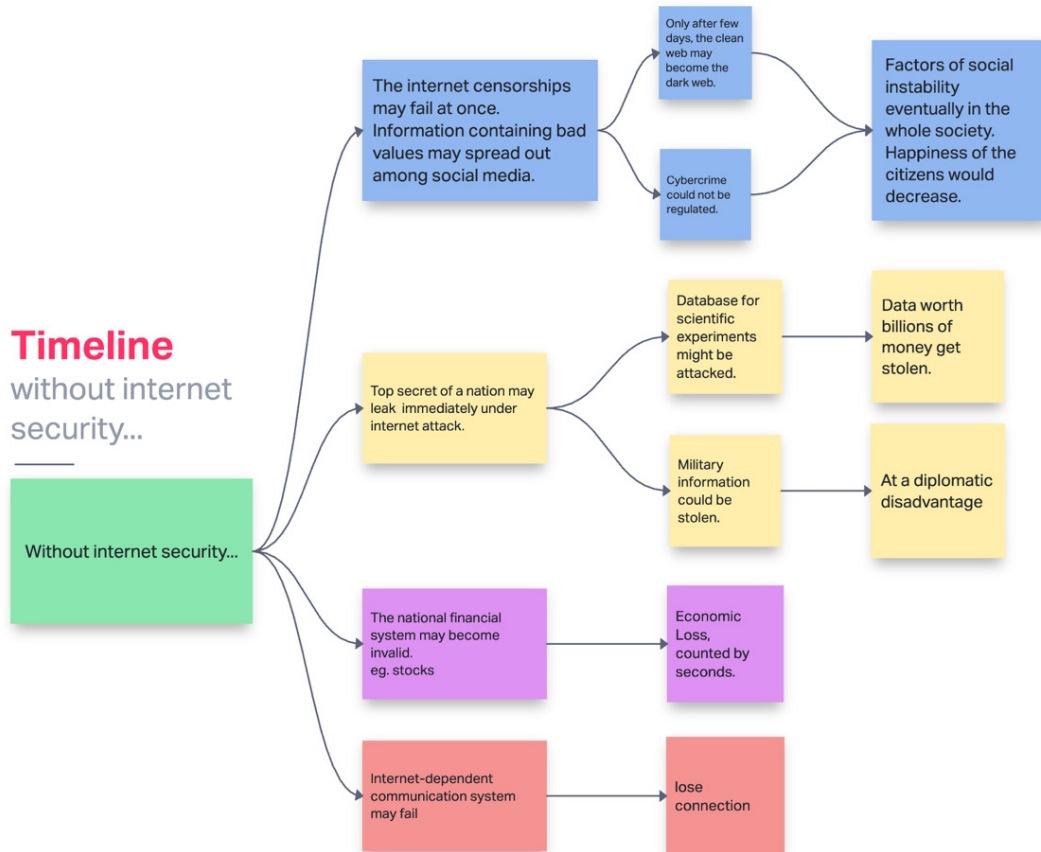 Timeline
without internet
security...
Without internet security...
The internet censorships
may fail at once.
Information containing bad
values may spread out
among social media.
Only after few
days, the clean
web may
become the
dark web.
Cybercrime
could not be
regulated.
Factors of social
instability
eventually in the
whole society.
Happiness of the
citizens would
decrease.
Top secret of a nation may
leak immediately under
internet attack.
Database for
scientific
experiments
might be
attacked.
Data worth
billions of
money get
stolen.
Military
information
could be
stolen.
At a diplomatic
disadvantage
The national financial
system may become
invalid.
eg. stocks
Economic
Loss,
counted by
seconds.
Internet-dependent
communication system
may fail
lose
connection